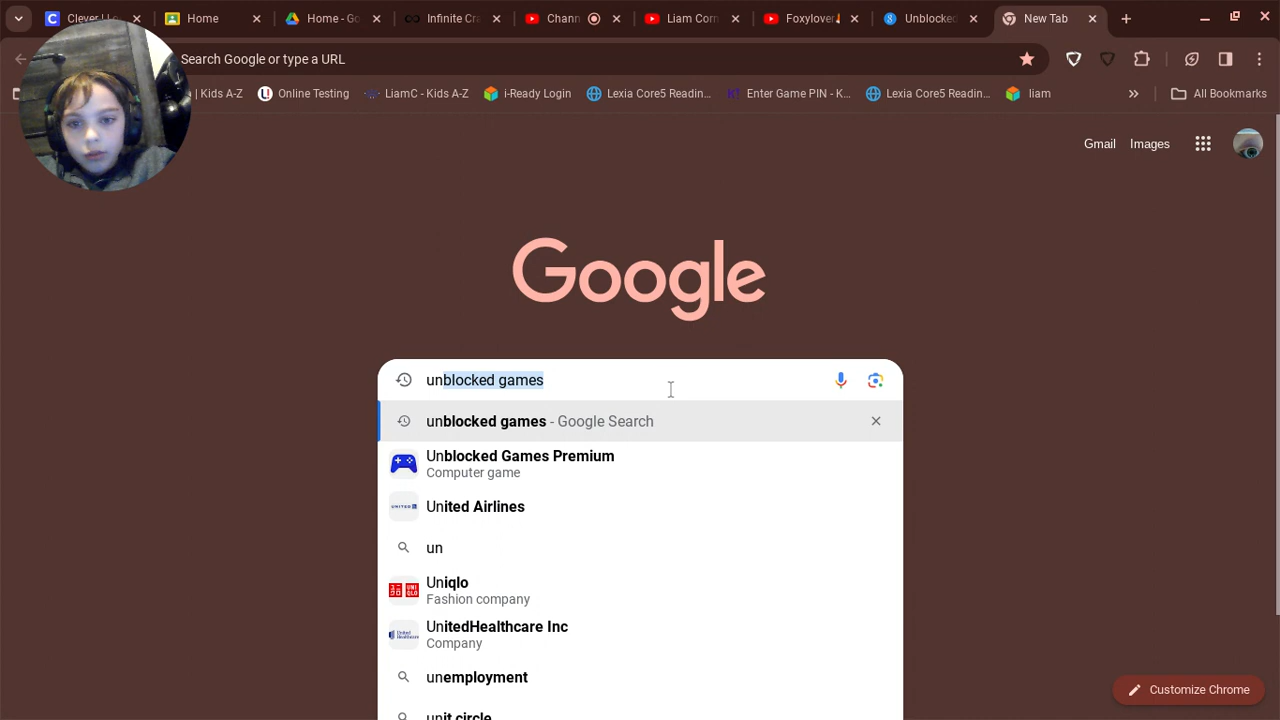 Clever | L
Home
Home - Go
Infinite Cra
Chann
Liam Corn
Foxylover
Unblocked
New Tab
Search Google or type a URL
| Kids A-Z
Online Testing
LiamC - Kids A-Z
i-Ready Login
Lexia Core5 Readin...
Enter Game PIN - K...
Lexia Core5 Readin...
liam
All Bookmarks
Gmail
Images
Google
unblocked games
unblocked games - Google Search
Unblocked Games Premium
Computer game
United Airlines
un
Uniqlo
Fashion company
UnitedHealthcare Inc
Company
unemployment
unit circle
Customize Chrome